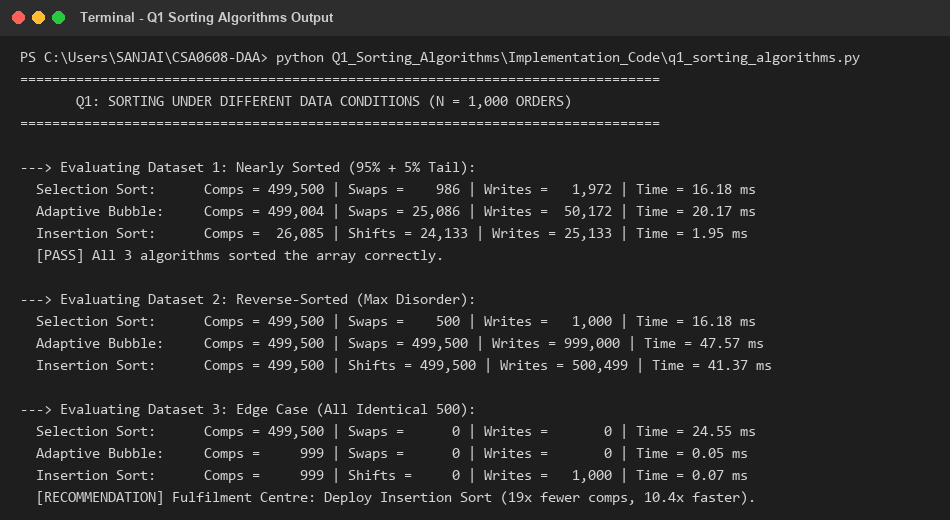 Terminal - Q1 Sorting Algorithms Output
PS C:\Users\SANJAI\CSA0608-DAA> python Q1_Sorting_Algorithms\Implementation_Code\q1_sorting_algorithms.py
================================================================================
       Q1: SORTING UNDER DIFFERENT DATA CONDITIONS (N = 1,000 ORDERS)
================================================================================
---> Evaluating Dataset 1: Nearly Sorted (95% + 5% Tail):
  Selection Sort:      Comps = 499,500 | Swaps =    986 | Writes =   1,972 | Time = 16.18 ms
  Adaptive Bubble:     Comps = 499,004 | Swaps = 25,086 | Writes =  50,172 | Time = 20.17 ms
  Insertion Sort:      Comps =  26,085 | Shifts = 24,133 | Writes = 25,133 | Time = 1.95 ms
  [PASS] All 3 algorithms sorted the array correctly.
---> Evaluating Dataset 2: Reverse-Sorted (Max Disorder):
  Selection Sort:      Comps = 499,500 | Swaps =    500 | Writes =   1,000 | Time = 16.18 ms
  Adaptive Bubble:     Comps = 499,500 | Swaps = 499,500 | Writes = 999,000 | Time = 47.57 ms
  Insertion Sort:      Comps = 499,500 | Shifts = 499,500 | Writes = 500,499 | Time = 41.37 ms
---> Evaluating Dataset 3: Edge Case (All Identical 500):
  Selection Sort:      Comps = 499,500 | Swaps =      0 | Writes =       0 | Time = 24.55 ms
  Adaptive Bubble:     Comps =     999 | Swaps =      0 | Writes =       0 | Time = 0.05 ms
  Insertion Sort:      Comps =     999 | Shifts =     0 | Writes =   1,000 | Time = 0.07 ms
  [RECOMMENDATION] Fulfilment Centre: Deploy Insertion Sort (19x fewer comps, 10.4x faster).